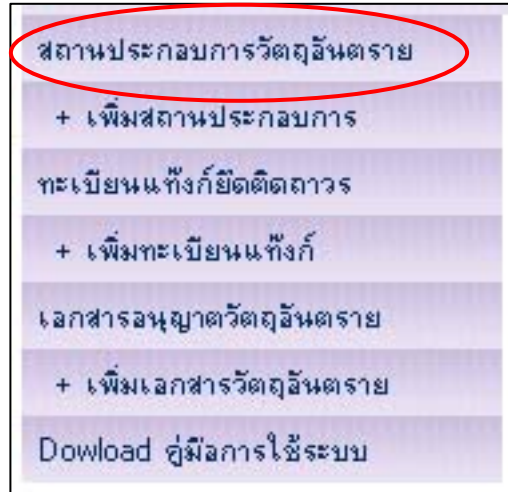 สถานประกอบการวัตถุอันตราย
+ เพิ่มสถานประกอบการ
ทะเบียนแท๊งก์ยึดติดถาวร
+ เพิ่มทะเบียนแท๊งก์
เอกสารอนุญาตวัตถุอันตราย
+ เพิ่มเอกสารวัตถุอันตราย
Dowload คู่มือการใช้ระบบ